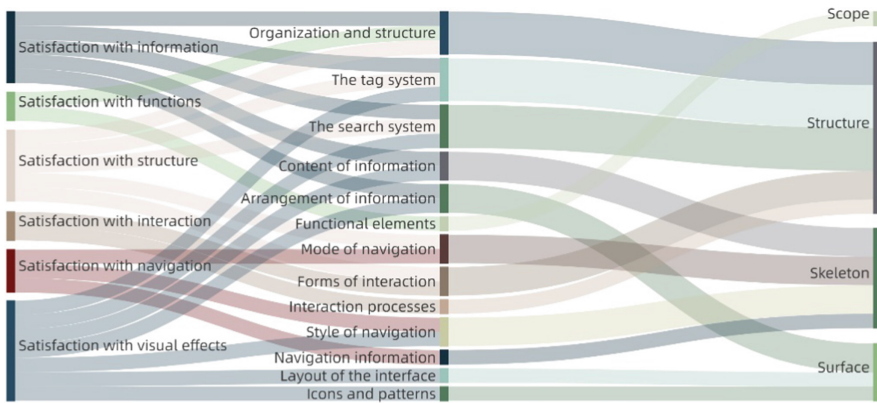 Satisfaction with information
Satisfaction with functions
Satisfaction with structure
Satisfaction with interaction
Satisfaction with navigation
Satisfaction with visual effects
Organization and structure
The tag system
The search system
Content of information
Arrangement of information
Functional elements
Mode of navigation
Forms of interaction
Interaction processes
Style of navigation
Navigation information
Layout of the interface
Icons and patterns
Scope
Structure
Skeleton
Surface